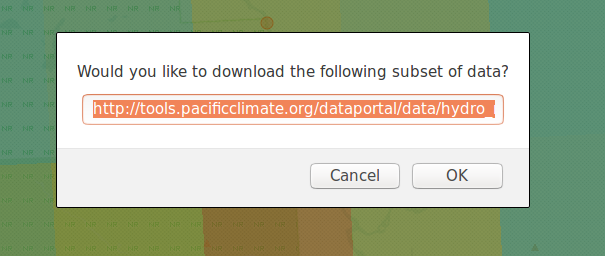 Would you like to download the following subset of data?
http://tools.pacificclimate.org/dataportal/data/hydro_
Cancel
OK